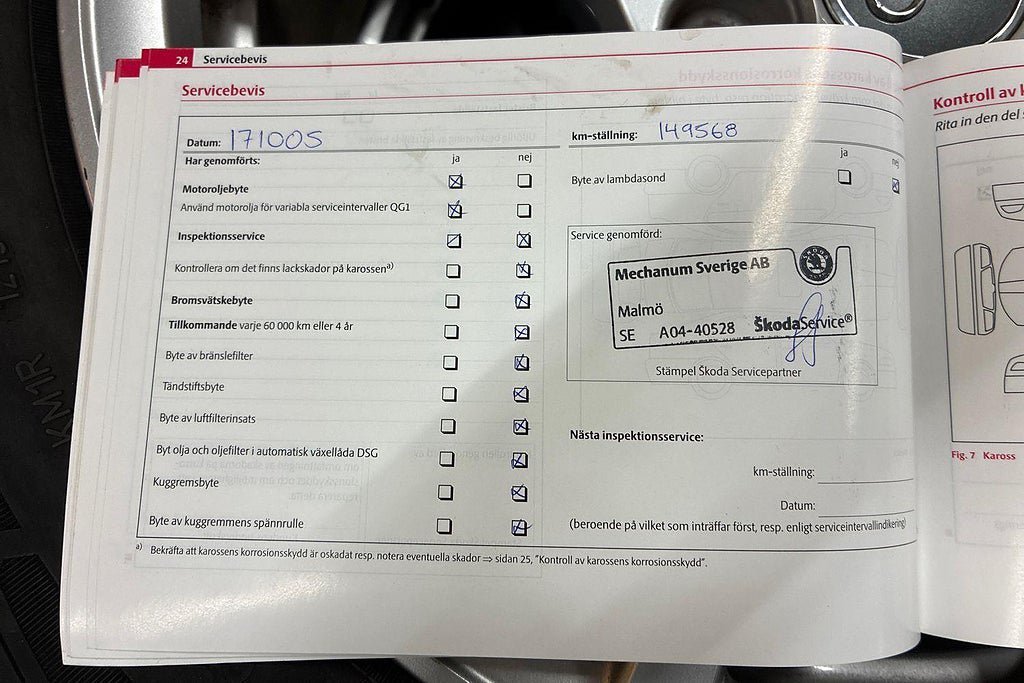 24 Servicebevis
Servicebevis
Datum: 171005
Har genomförts: ja nej
Motoroljebyte
Använd motorolja för variabla serviceintervaller QG1
Inspektionsservice
Kontrollera om det finns lackskador på karossen a)
Bromsvätskebyte
Tillkommande varje 60 000 km eller 4 år
Byte av bränslefilter
Tändstiftsbyte
Byte av luftfilterinsats
Byt olja och oljefilter i automatisk växellåda DSG
Kuggremsbyte
Byte av kuggremmens spännrulle
km-ställning: 149568
ja nej
Byte av lambdasond
Service genomförd:
Mechanum Sverige AB
Malmö
SE A04-40528 ŠkodaService®
Stämpel Škoda Servicepartner
Nästa inspektionsservice:
km-ställning:
Datum:
(beroende på vilket som inträffar först, resp. enligt serviceintervallindikering)
a) Bekräfta att karossens korrosionsskydd är oskadat resp. notera eventuella skador ⇒ sidan 25, "Kontroll av karossens korrosionsskydd".
Kontroll av
Rita in den del
Fig. 7 Kaross
KMR